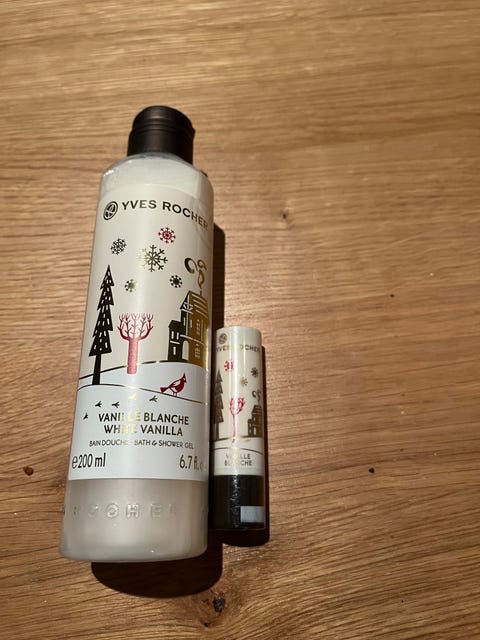 YVES ROCHER
VANILLE BLANCHE
WHITE VANILLA
BAIN DOUCHE BATH & SHOWER GEL
℮200 ml 6.7 fl.
YVES ROCHER
VANILLE
BLANCHE